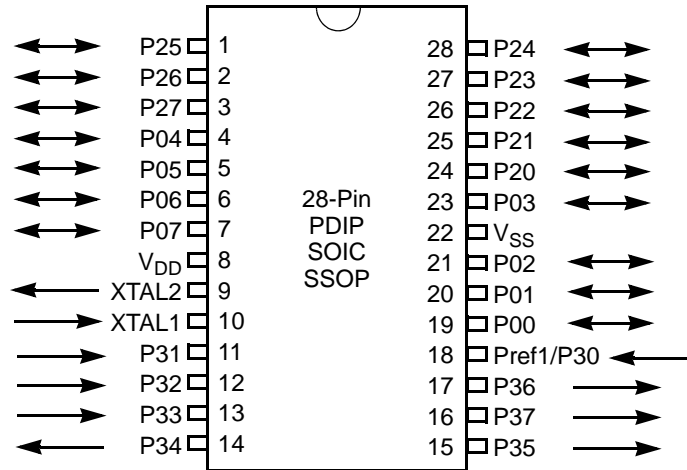 P25 1 28 P24
P26 2 27 P23
P27 3 26 P22
P04 4 25 P21
P05 5 24 P20
P06 6 28-Pin 23 P03
P07 7 PDIP 22 VSS
VDD 8 SOIC 21 P02
XTAL2 9 SSOP 20 P01
XTAL1 10 19 P00
P31 11 18 Pref1/P30
P32 12 17 P36
P33 13 16 P37
P34 14 15 P35